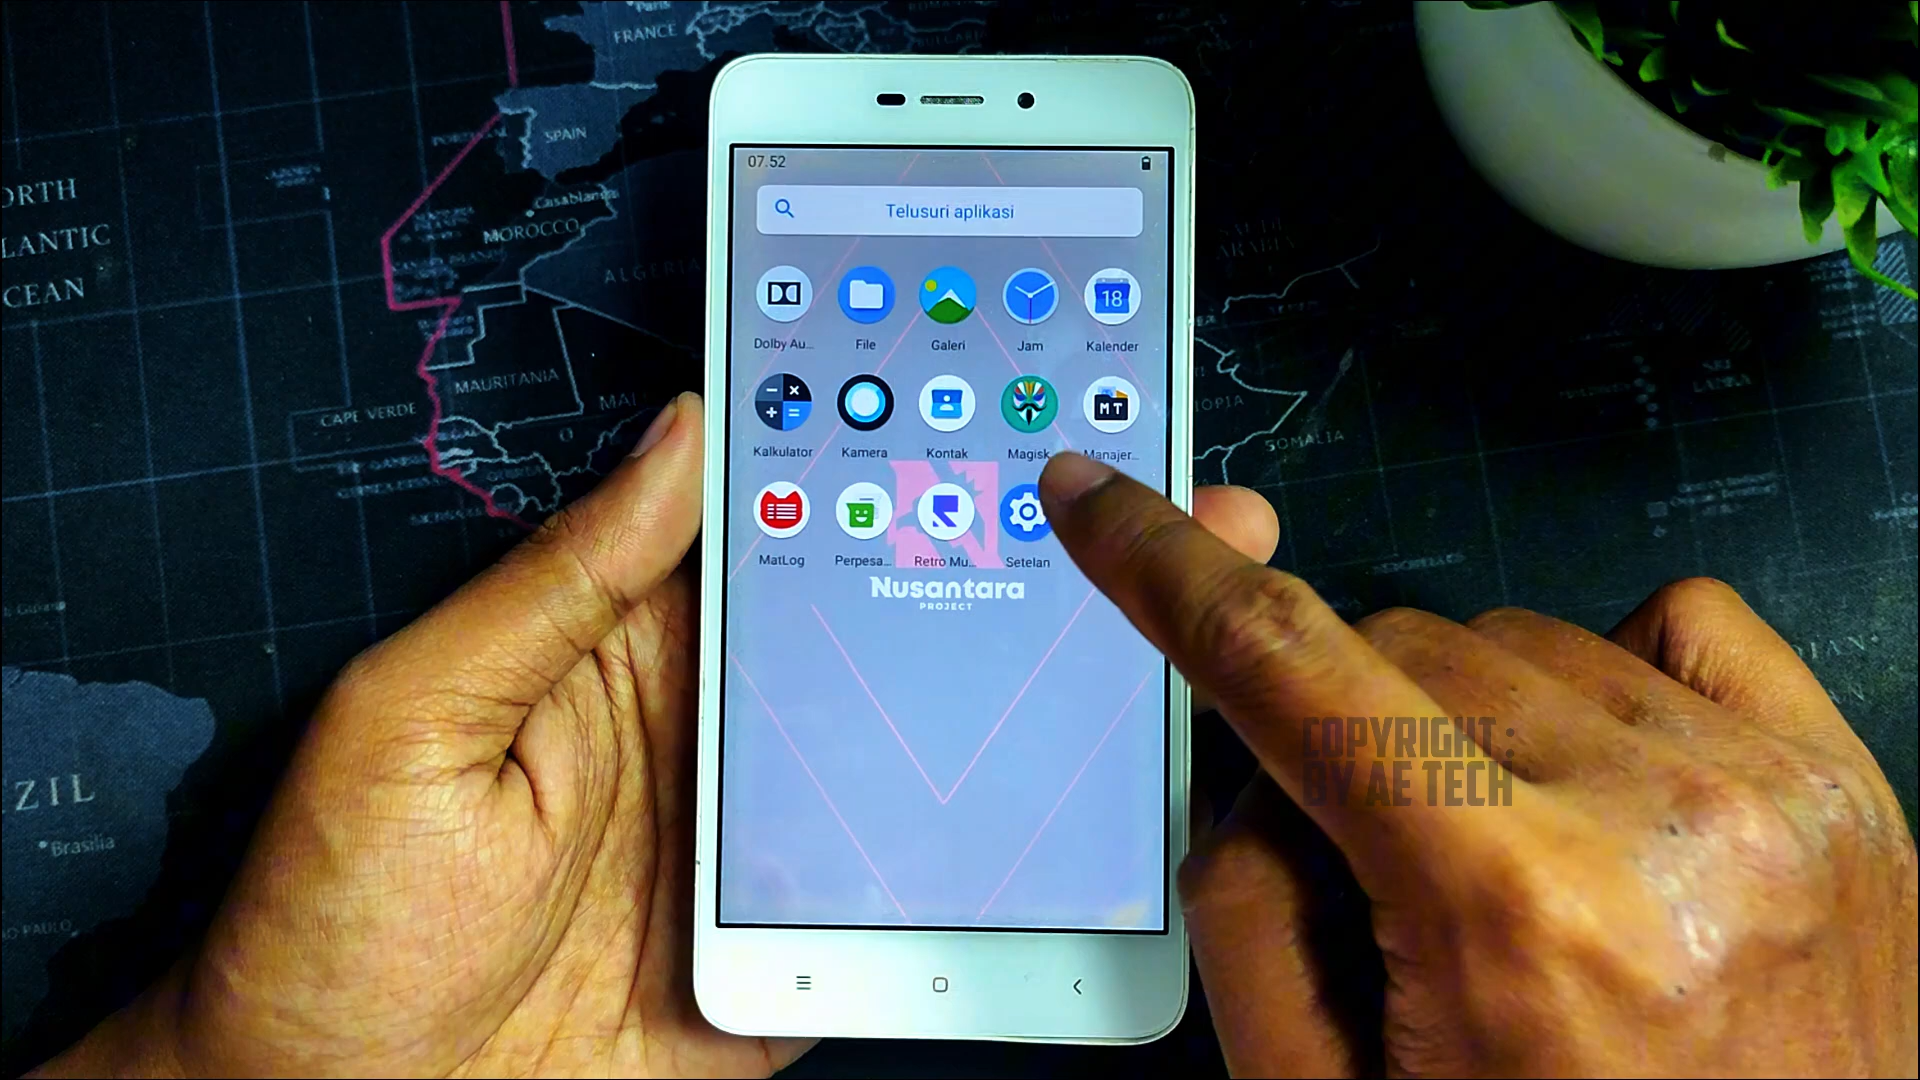 FRANCE
SPAIN
Casablanca
MOROCCO
ALGERIA
ORTH
LANTIC
CEAN
MAURITANIA
CAPE VERDE
SOMALIA
ZIL
Brasilia
07.52
Telusuri aplikasi
Dolby Au...
File
Galeri
Jam
18
Kalender
Kalkulator
Kamera
Kontak
Magisk
MT
Manajer...
MatLog
Perpesa...
Retro Mu...
Setelan
Nusantara
PROJECT
COPYRIGHT :
BY AE TECH